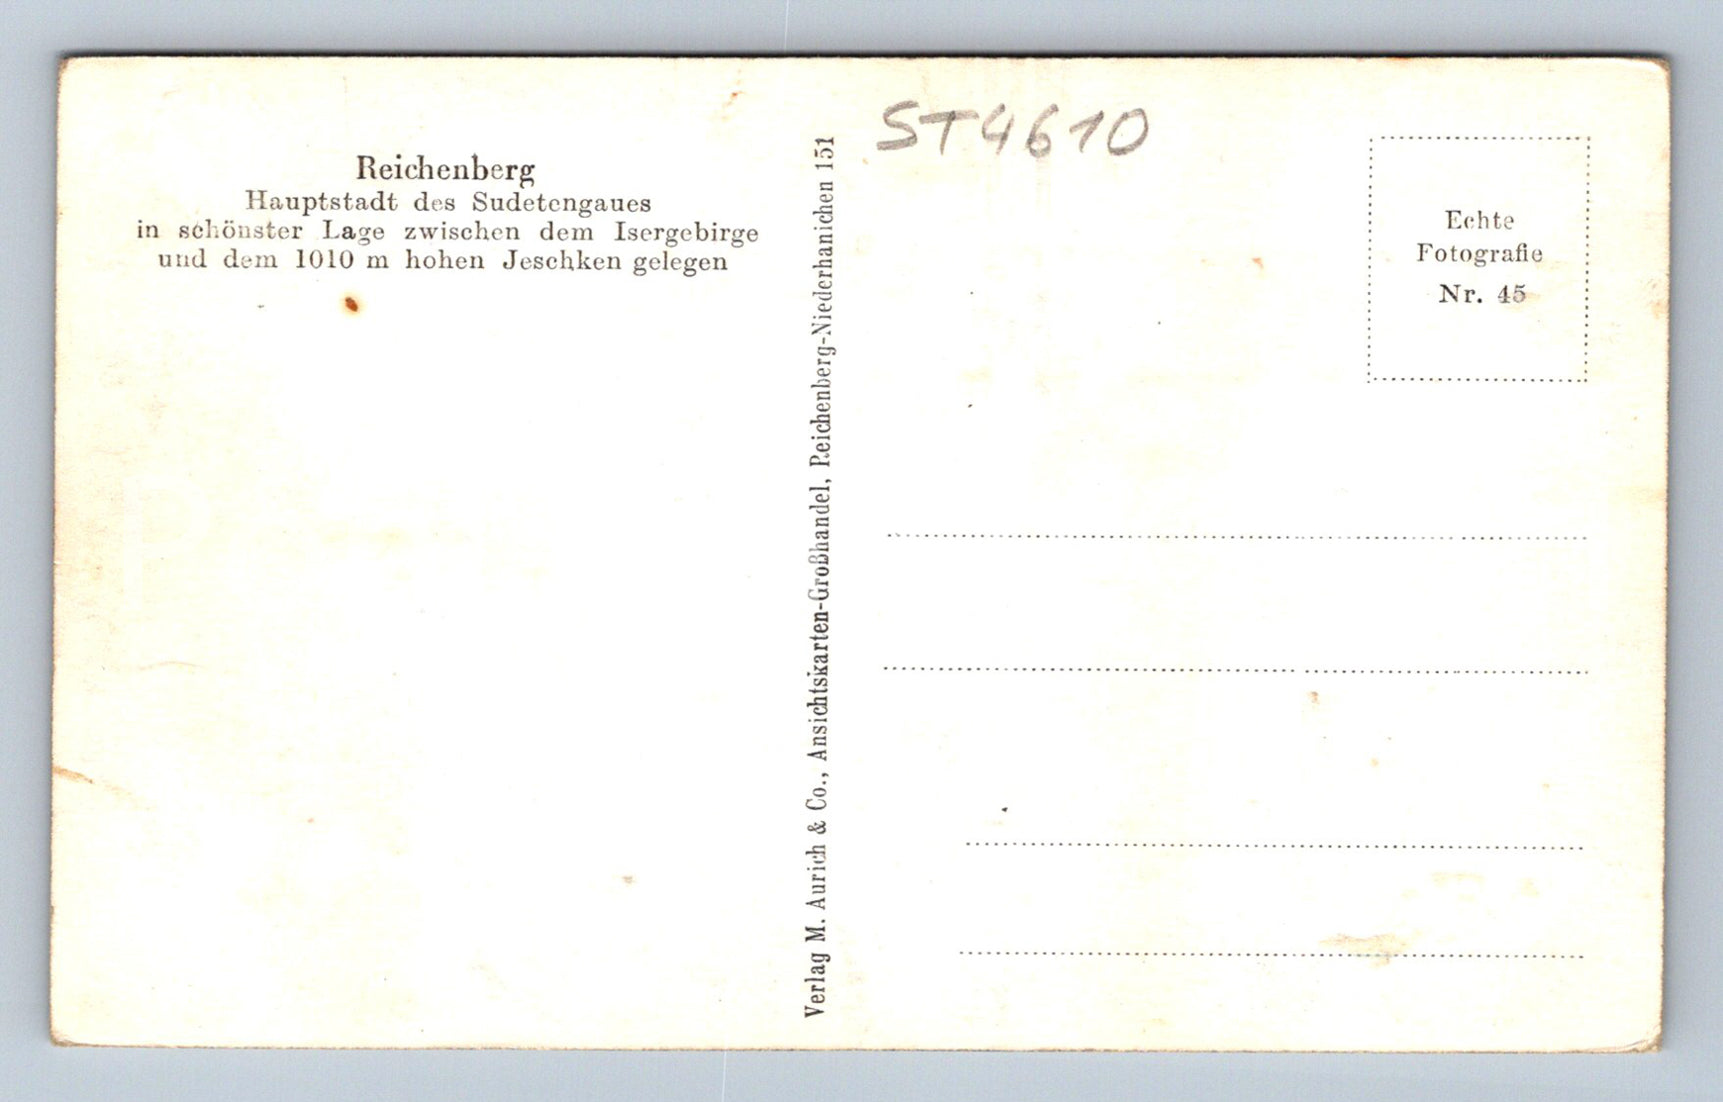 Reichenberg
Hauptstadt des Sudetengaues
in schönster Lage zwischen dem Isergebirge
und dem 1010 m hohen Jeschken gelegen
Verlag M. Aurich & Co., Ansichtskarten-Großhandel, Reichenberg-Niederhanichen 151
ST4610
Echte
Fotografie
Nr. 45